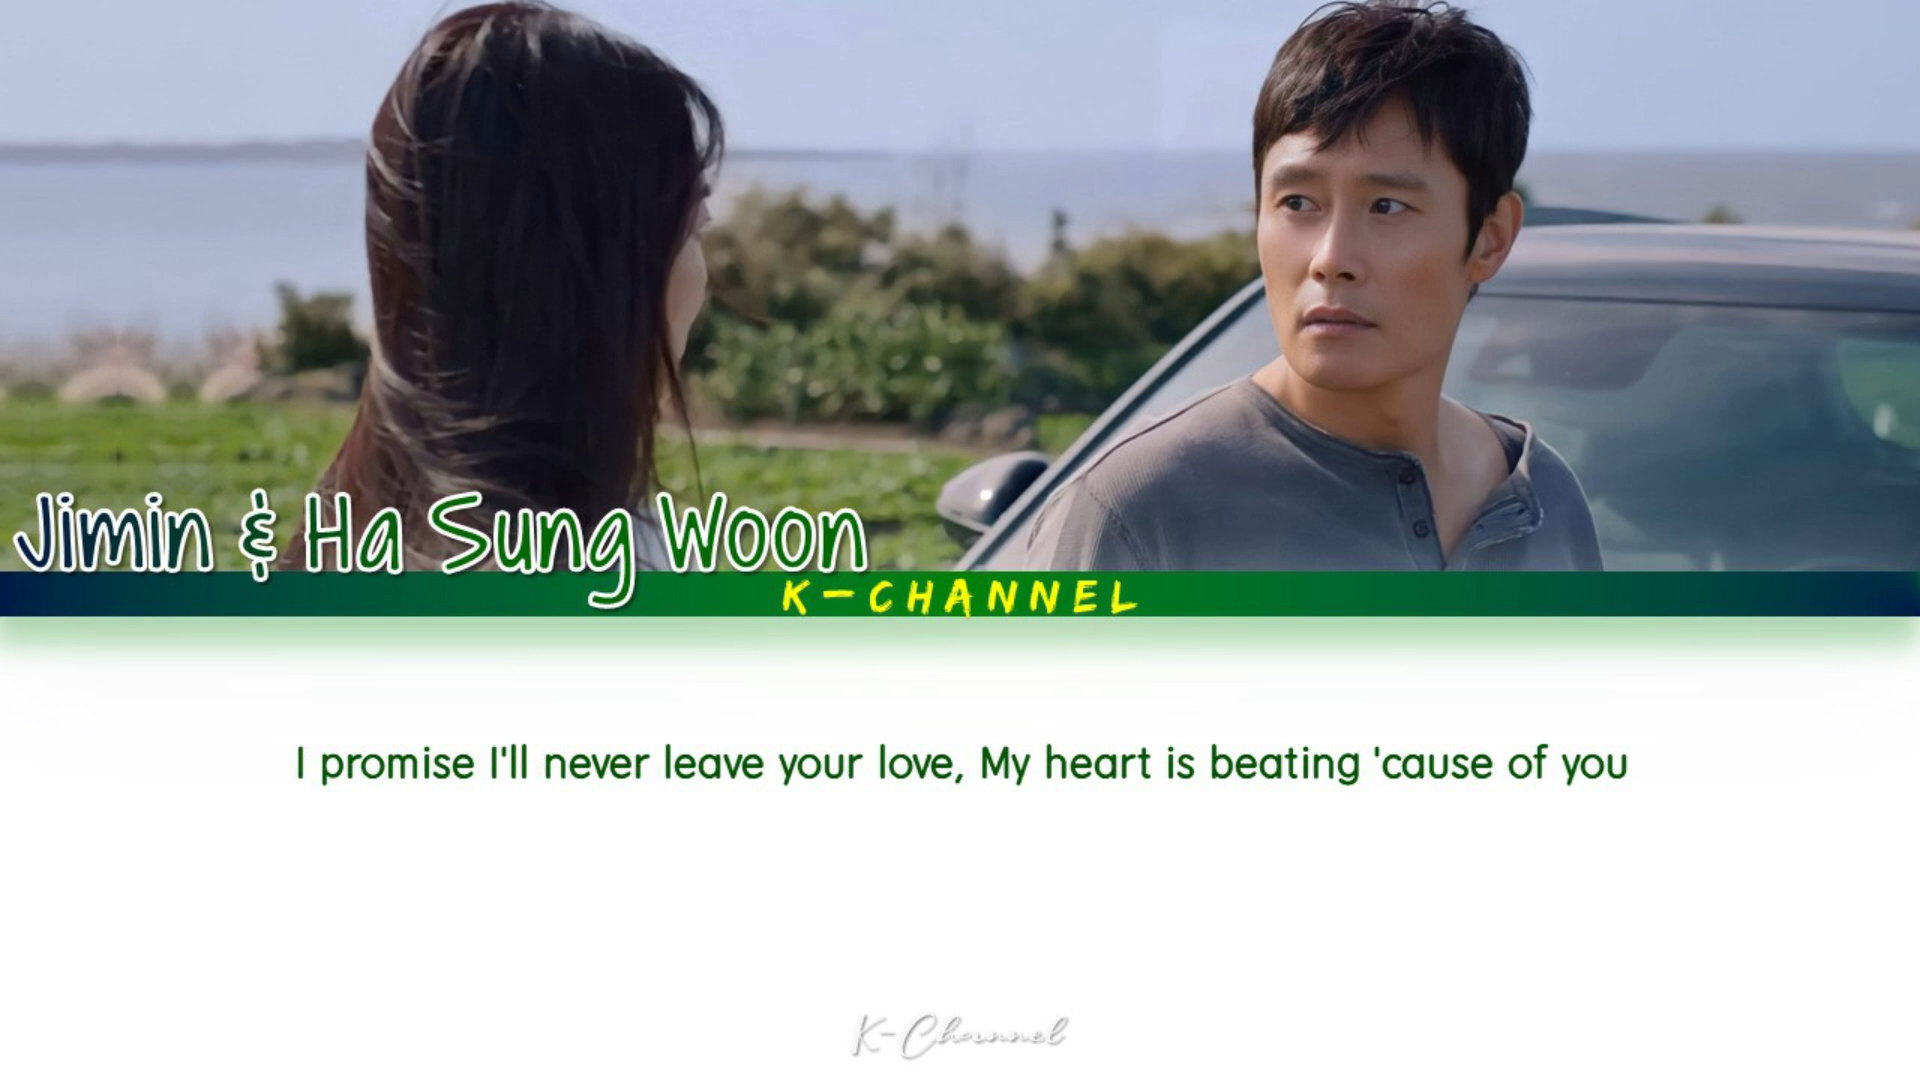 Jimin & Ha Sung Woon
K-CHANNEL
I promise I'll never leave your love, My heart is beating 'cause of you
K-Channel